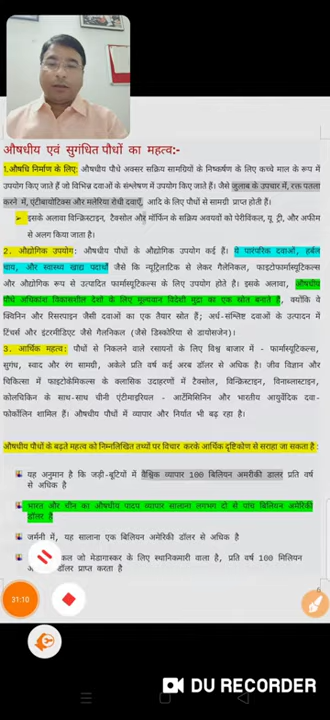 औषधीय एवं सुगंधित पौधों का महत्व:-
1.औषधि निर्माण के लिए: औषधीय पौधे अक्सर सक्रिय सामग्रियों के निष्कर्षण के लिए कच्चे माल के रूप में
उपयोग किए जाते हैं जो विभिन्न दवाओं के संश्लेषण में उपयोग किए जाते हैं। जैसे जुलाब के उपचार में, रक्त पतला
करने में, एंटीबायोटिक्स और मलेरिया रोधी दवाएँ, आदि के लिए पौधों से सामग्री प्राप्त होती हैं।
➤ इसके अलावा विन्क्रिस्टाइन, टैक्सोल और मॉर्फिन के सक्रिय अवयवों को पेरीविंकल, यू ट्री, और अफीम
से अलग किया जाता है।
2. औद्योगिक उपयोग: औषधीय पौधों के औद्योगिक उपयोग कई हैं। ये पारंपरिक दवाओं, हर्बल
चाय, और स्वास्थ्य खाद्य पदार्थों जैसे कि न्यूट्रिलाटिक से लेकर गैलेनिकल, फाइटोफार्मास्यूटिकल्स
और औद्योगिक रूप से उत्पादित फार्मास्यूटिकल्स के लिए उपयोग होते है। इसके अलावा, औषधीय
पौधे अधिकांश विकासशील देशों के लिए मूल्यवान विदेशी मुद्रा का एक स्रोत बनाते है, क्योंकि वे
क्विनिन और रिसरपाइन जैसी दवाओं का एक तैयार स्रोत हैं; अर्ध-संश्लिष्ट दवाओं के उत्पादन में
टिंचर्स और इंटरमीडिएट जैसे गैलनिकल (जैसे डिस्कोरिया से डायोसजेन)।
3. आर्थिक महत्व: पौधों से निकलने वाले रसायनों के लिए विश्व बाजार में - फार्मास्यूटिकल्स,
सुगंध, स्वाद और रंग सामग्री, अकेले प्रति वर्ष कई अरब डॉलर से अधिक है। जीव विज्ञान और
चिकित्सा में फाइटोकेमिकल्स के क्लासिक उदाहरणों में टैक्सोल, विन्क्रिस्टाइन, विनाब्लास्टाइन,
कोलचिकिन के साथ-साथ चीनी एंटीमाइरियल - आर्टेमिसिनिन और भारतीय आयुर्वेदिक दवा-
फोर्कोलिन शामिल हैं। औषधीय पौधों में व्यापार और निर्यात भी बढ़ रहा है।
औषधीय पौधों के बढ़ते महत्व को निम्नलिखित तथ्यों पर विचार करके आर्थिक दृष्टिकोण से सराहा जा सकता है:
यह अनुमान है कि जड़ी-बूटियों में वैश्विक व्यापार 100 बिलियन अमरीकी डालर प्रति वर्ष
से अधिक है
भारत और चीन का औषधीय पादप व्यापार सालाना लगभग दो से पांच बिलियन अमेरिकी
डॉलर है
जर्मनी में, यह सालाना एक बिलियन अमेरिकी डॉलर से अधिक है
कल जो मेडागास्कर के लिए स्थानिकमारी वाला है, प्रति वर्ष 100 मिलियन
डॉलर प्राप्त करता है
31:10
DU RECORDER